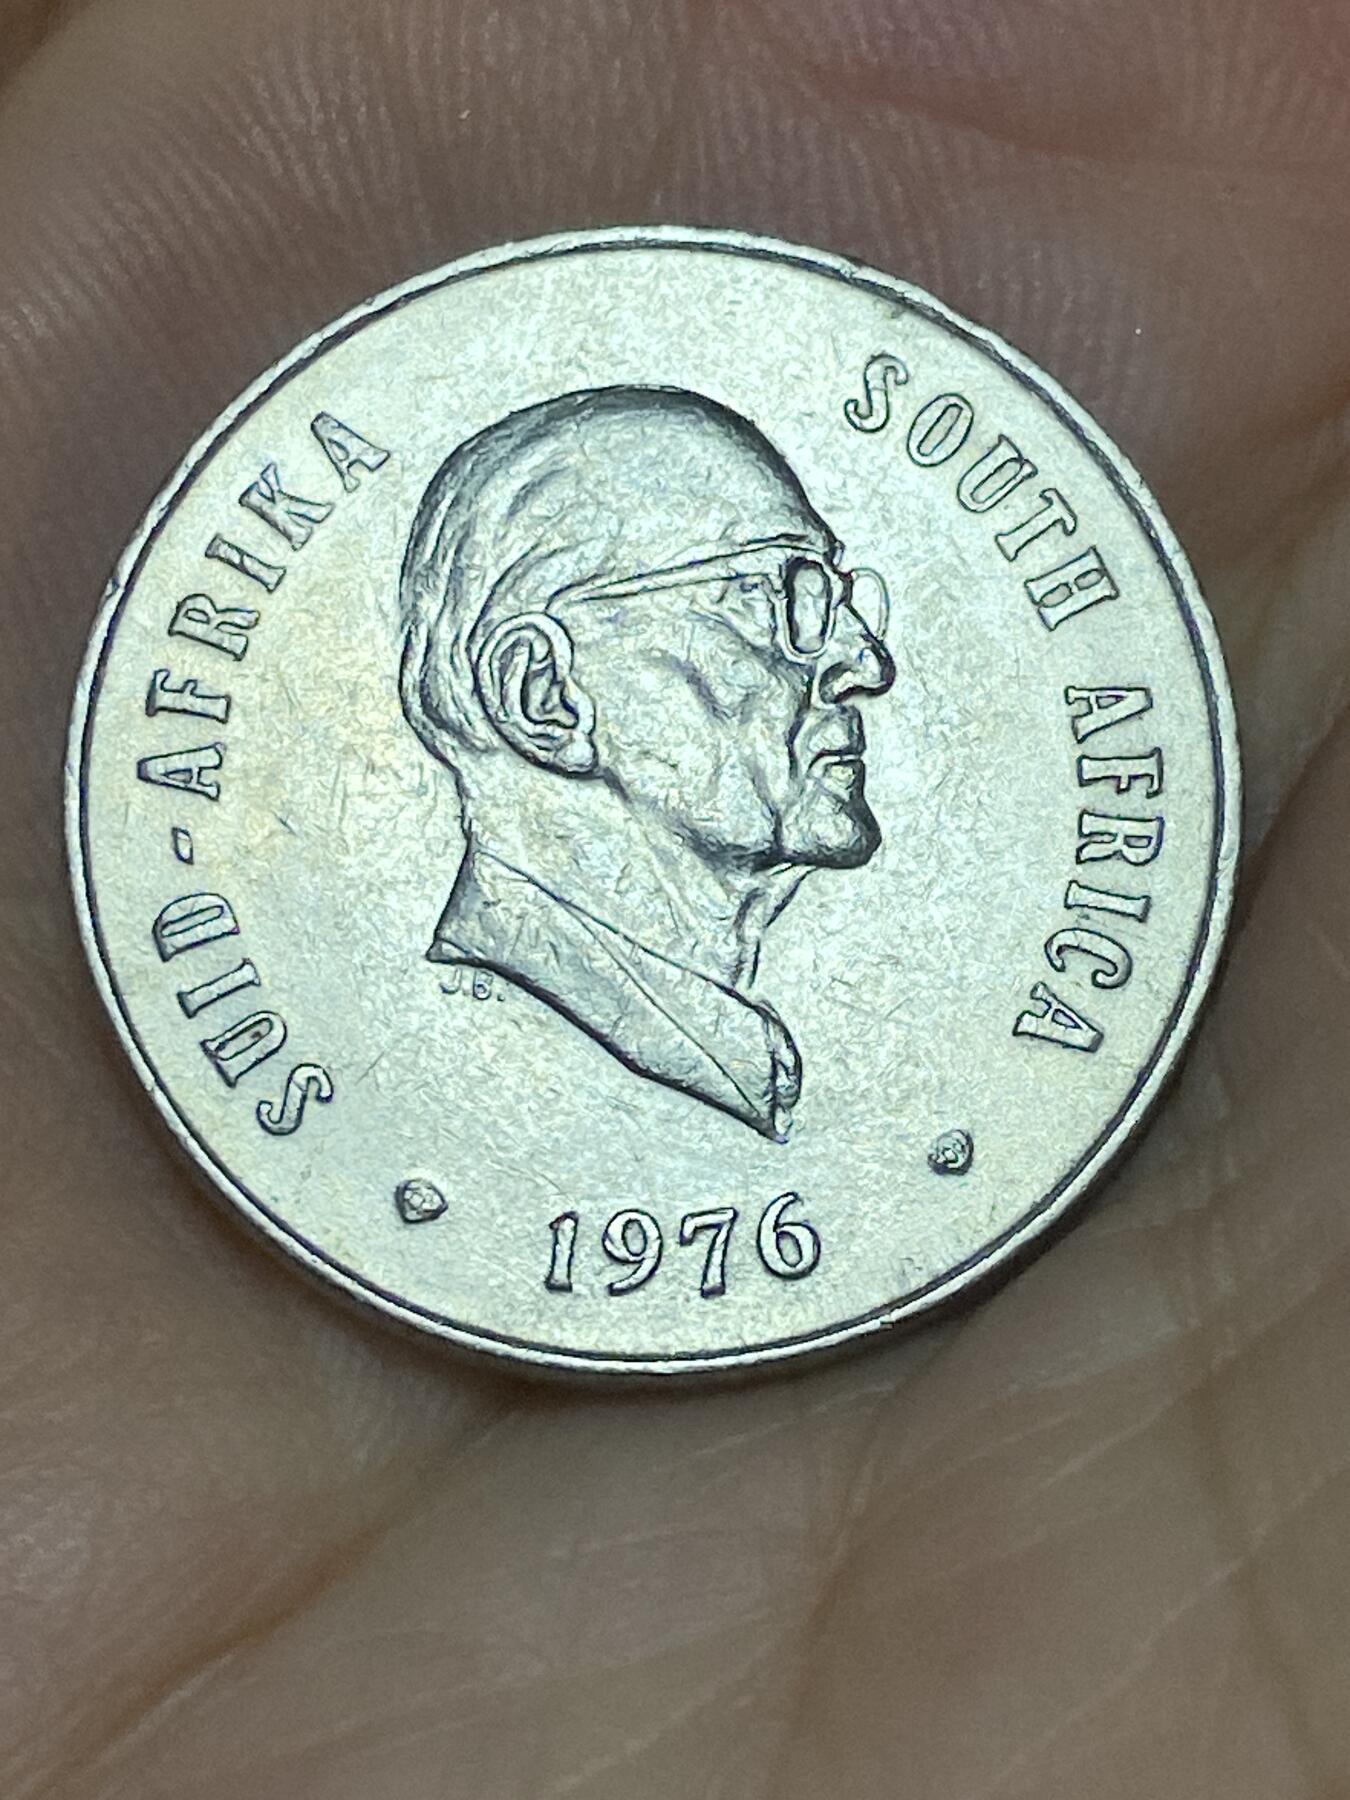 SUID-AFRIKA
SOUTH AFRICA
J.B.
1976